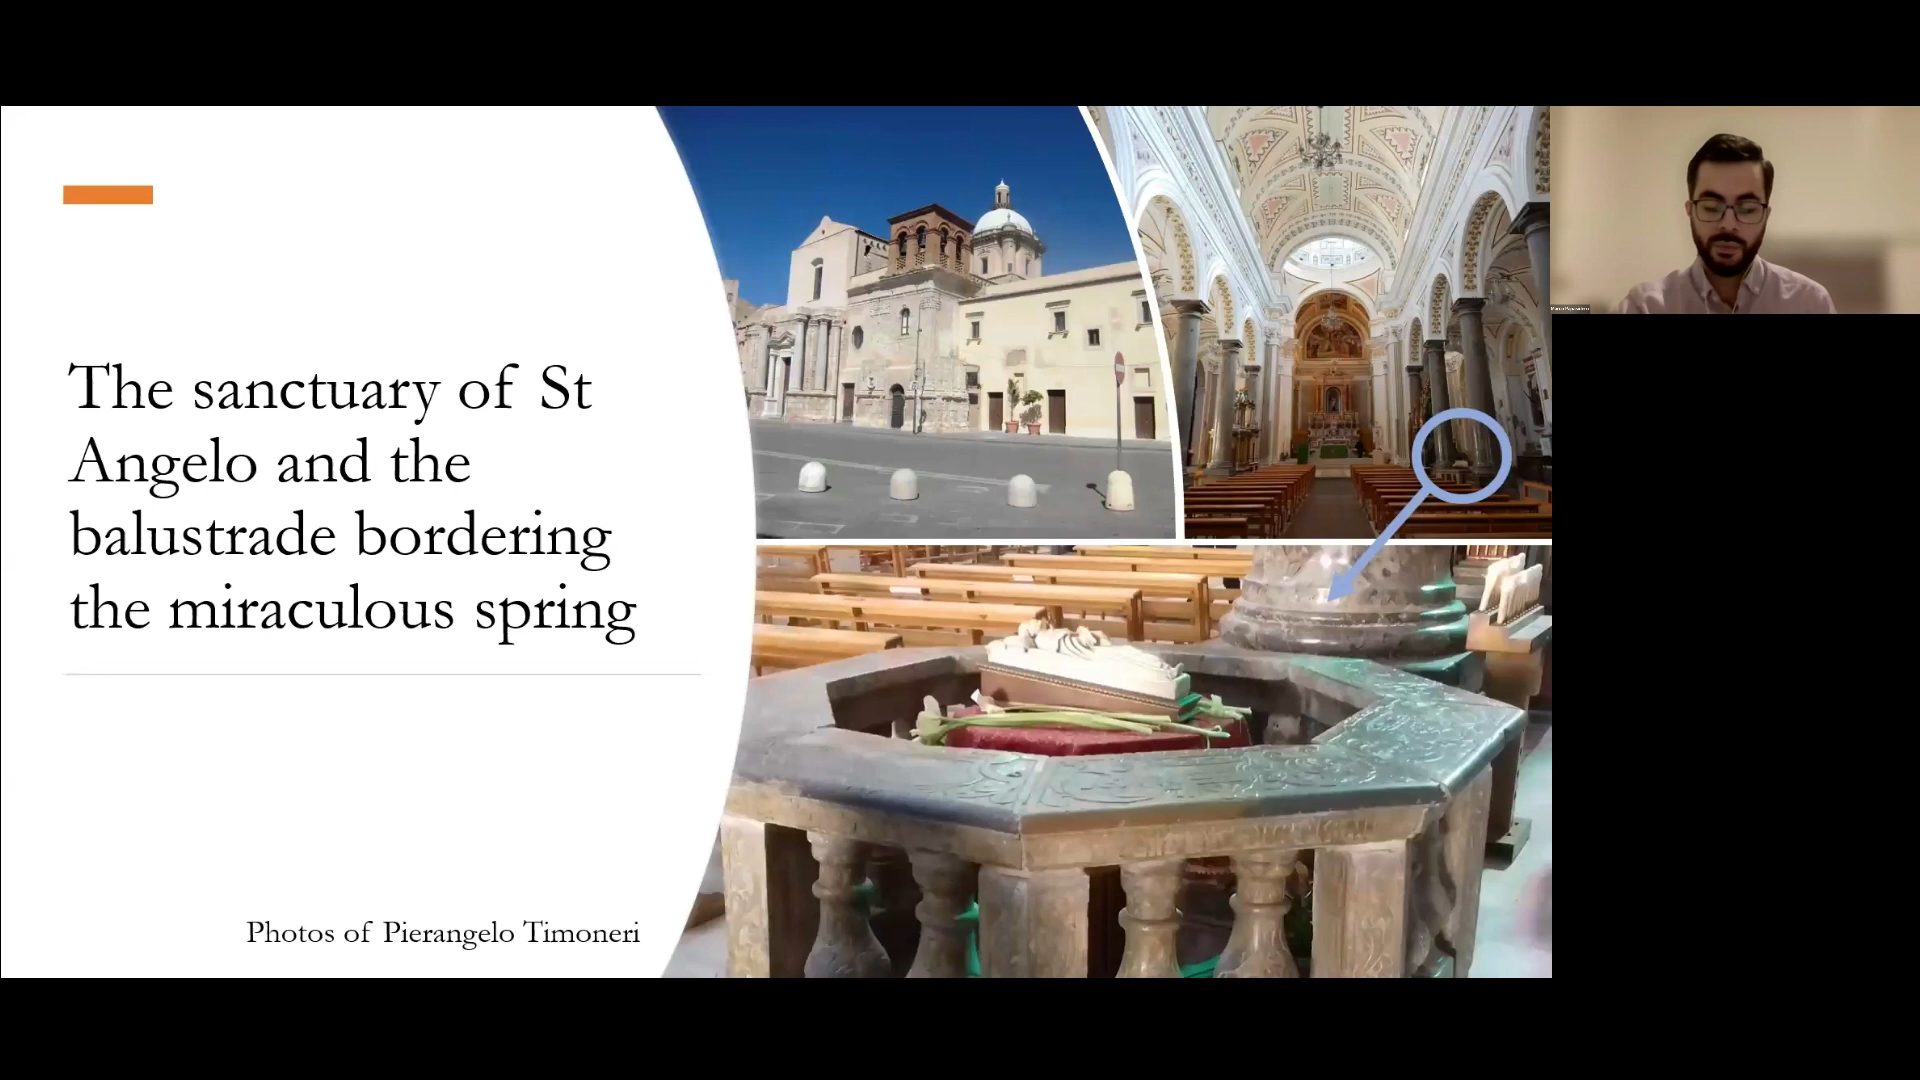 The sanctuary of St
Angelo and the
balustrade bordering
the miraculous spring
Photos of Pierangelo Timoneri